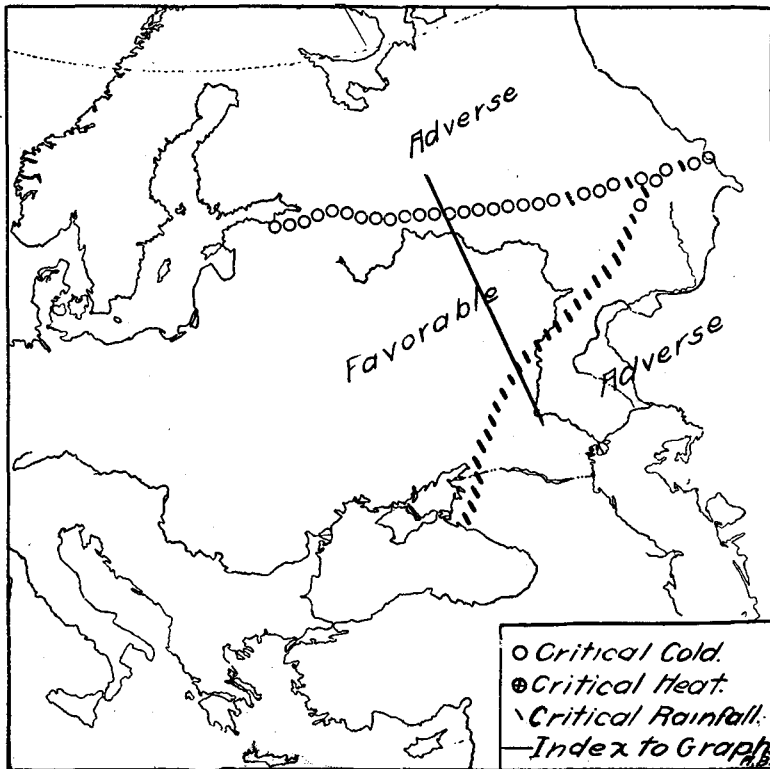 Adverse
Favorable
Adverse
Critical Cold.
Critical Heat.
Critical Rainfall.
Index to Graph